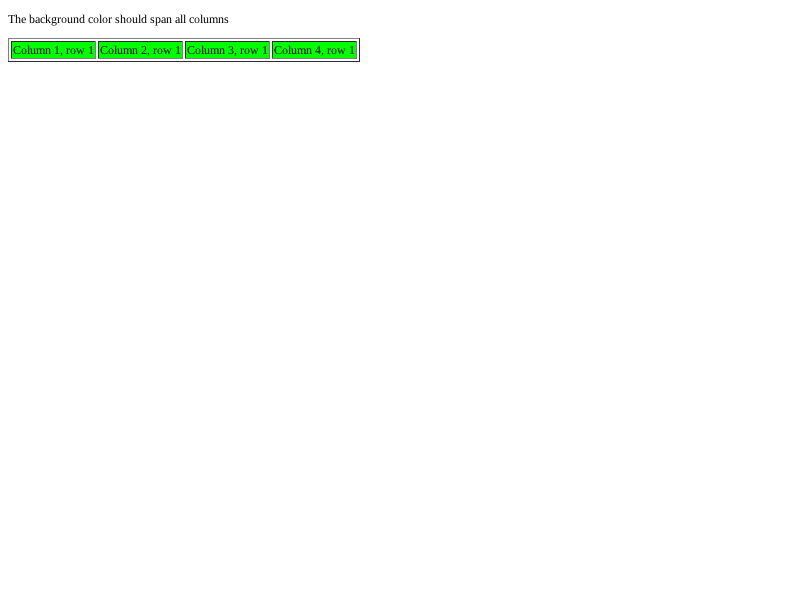 The background color should span all columns
Column 1, row 1 Column 2, row 1 Column 3, row 1 Column 4, row 1